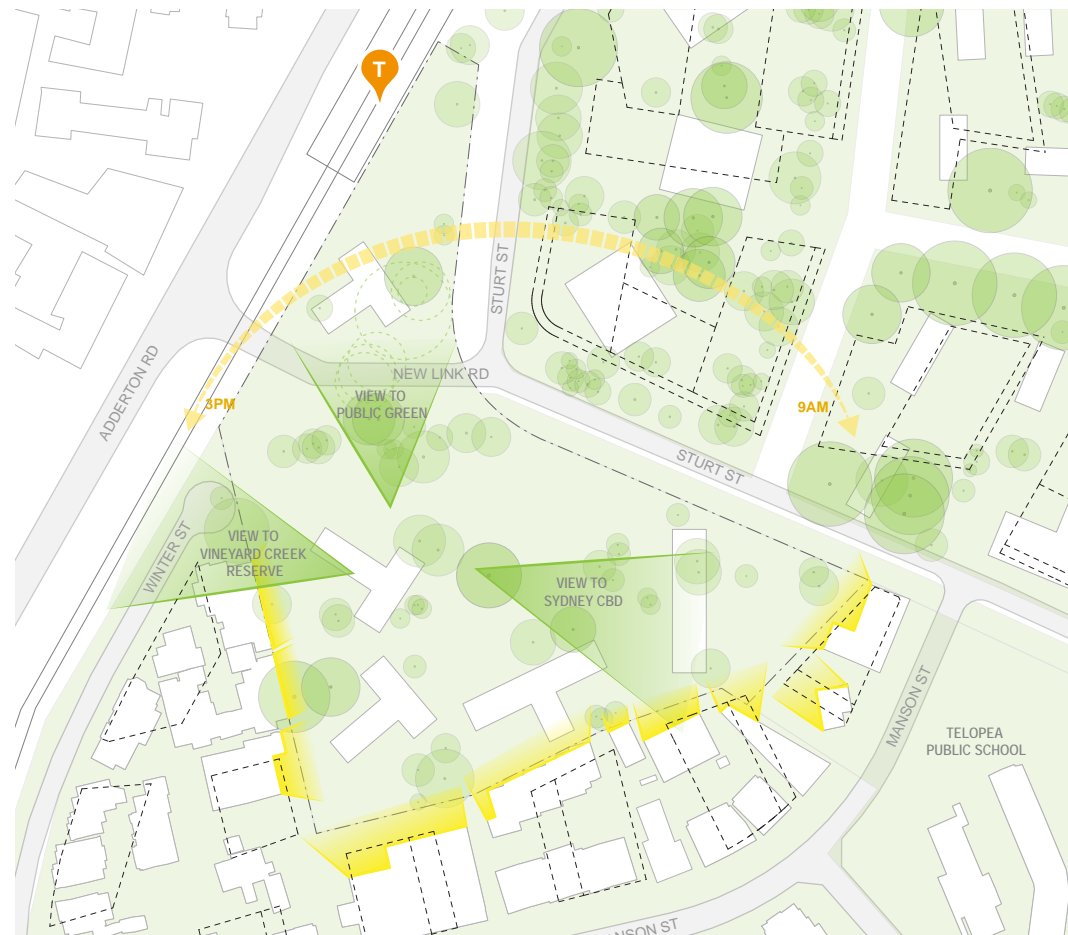 T
STURT ST
ADDERTON RD
NEW LINK RD
3PM
VIEW TO
PUBLIC GREEN
9AM
STURT ST
WINTER ST
VIEW TO
VINEYARD CREEK
RESERVE
VIEW TO
SYDNEY CBD
MANSON ST
TELOPEA
PUBLIC SCHOOL
MANSON ST